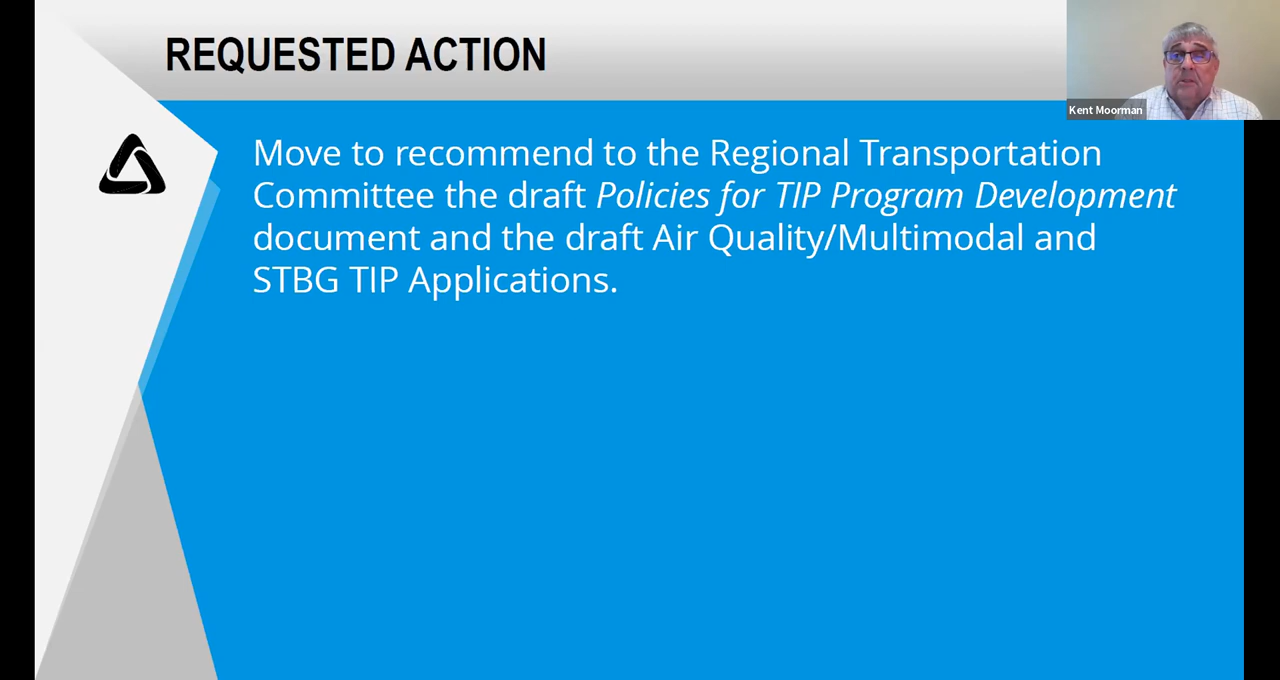 REQUESTED ACTION
Kent Moorman
Move to recommend to the Regional Transportation
Committee the draft Policies for TIP Program Development
document and the draft Air Quality/Multimodal and
STBG TIP Applications.